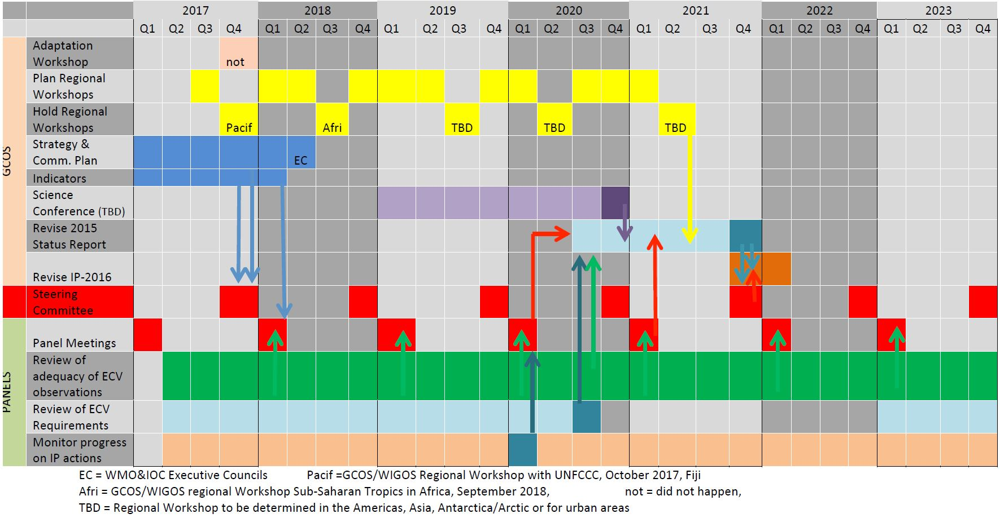 2017 2018 2019 2020 2021 2022 2023
Q1 Q2 Q3 Q4 Q1 Q2 Q3 Q4 Q1 Q2 Q3 Q4 Q1 Q2 Q3 Q4 Q1 Q2 Q3 Q4 Q1 Q2 Q3 Q4 Q1 Q2 Q3 Q4
GCOS
Adaptation
Workshop not
Plan Regional
Workshops
Hold Regional
Workshops Pacif Afri TBD TBD TBD
Strategy &
Comm. Plan EC
Indicators
Science
Conference (TBD)
Revise 2015
Status Report
Revise IP-2016
Steering
Committee
PANELS
Panel Meetings
Review of
adequacy of ECV
observations
Review of ECV
Requirements
Monitor progress
on IP actions
EC = WMO&IOC Executive Councils Pacif =GCOS/WIGOS Regional Workshop with UNFCCC, October 2017, Fiji
Afri = GCOS/WIGOS regional Workshop Sub-Saharan Tropics in Africa, September 2018, not = did not happen,
TBD = Regional Workshop to be determined in the Americas, Asia, Antarctica/Arctic or for urban areas